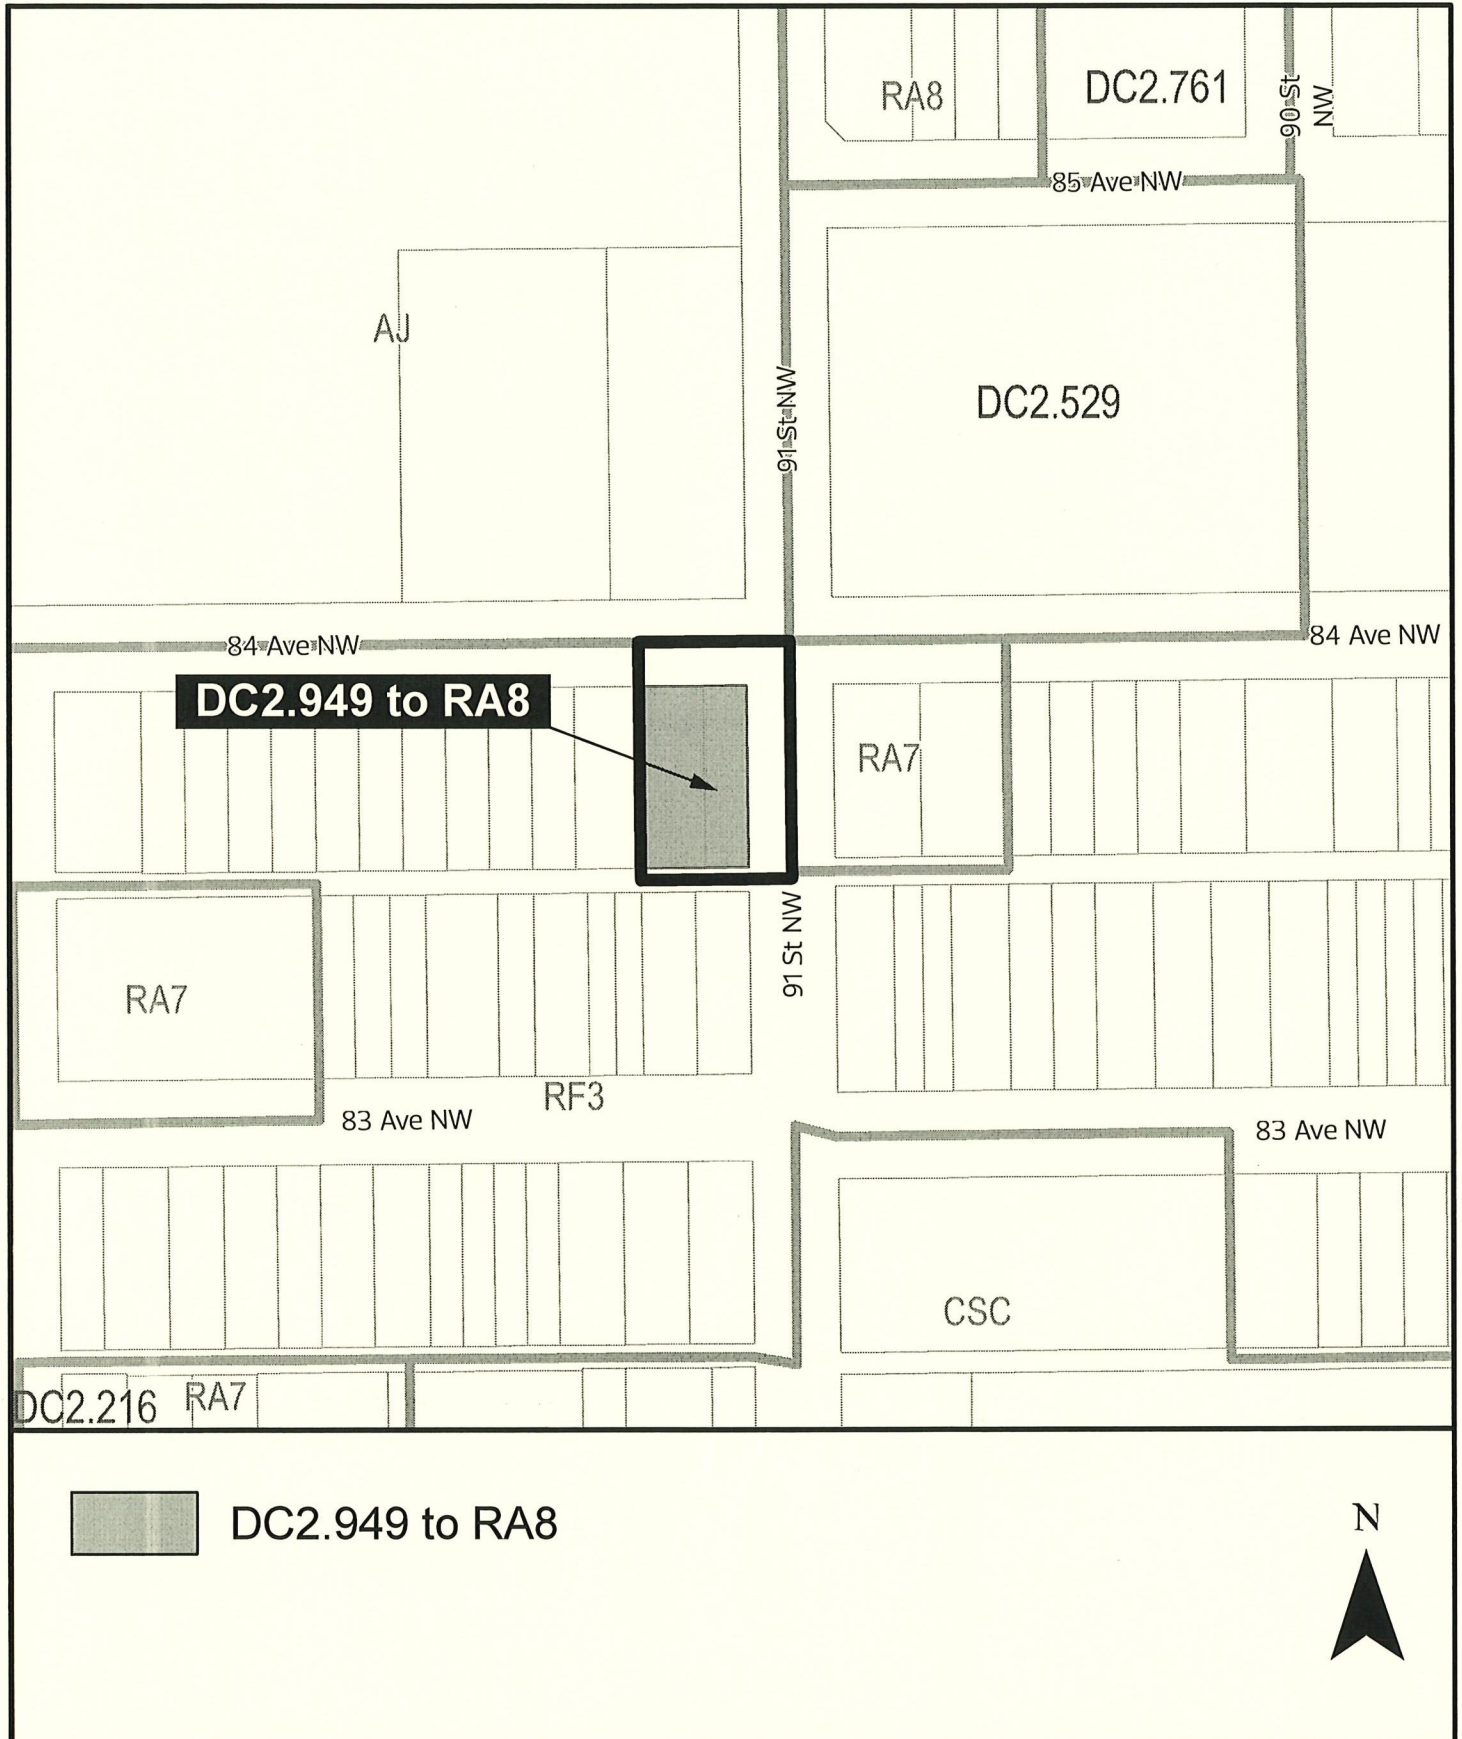 RA8
DC2.761
90 St
NW
85 Ave NW
AJ
91 St NW
DC2.529
84 Ave NW
84 Ave NW
DC2.949 to RA8
RA7
91 St NW
RA7
RF3
83 Ave NW
83 Ave NW
CSC
DC2.216
RA7
DC2.949 to RA8
N